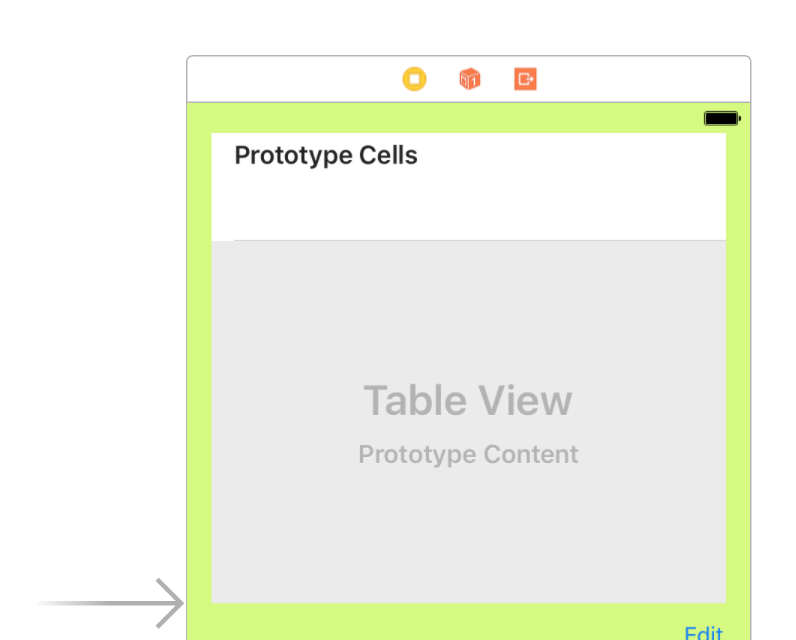 Prototype Cells
Table View
Prototype Content
Edit